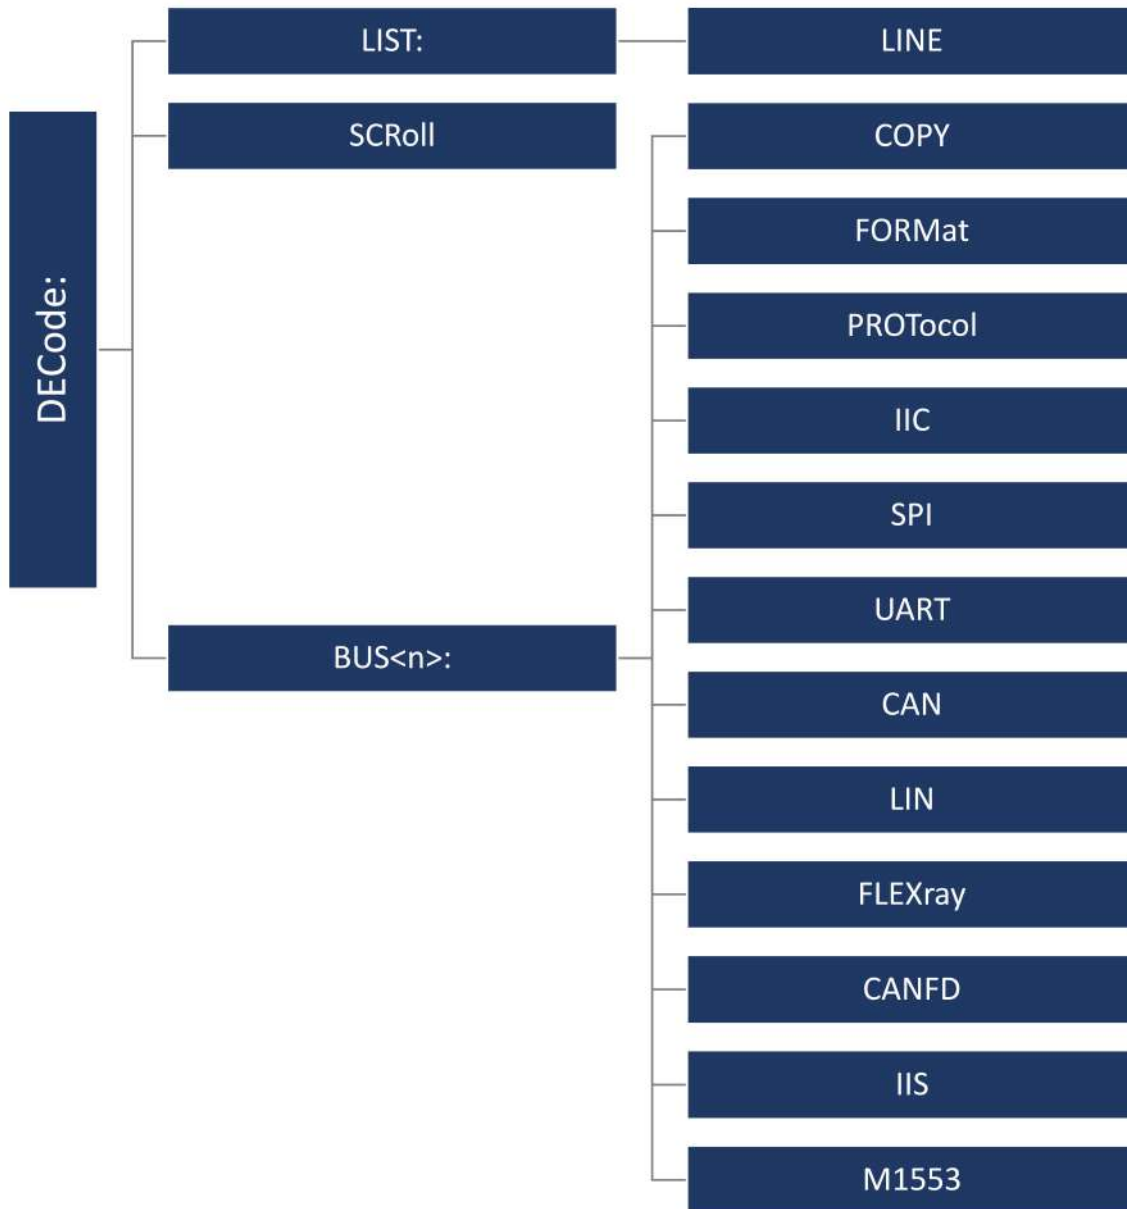 DECode:
LIST:
LINE
SCRoll
COPY
FORMat
PROTocol
IIC
SPI
UART
BUS<n>:
CAN
LIN
FLEXray
CANFD
IIS
M1553